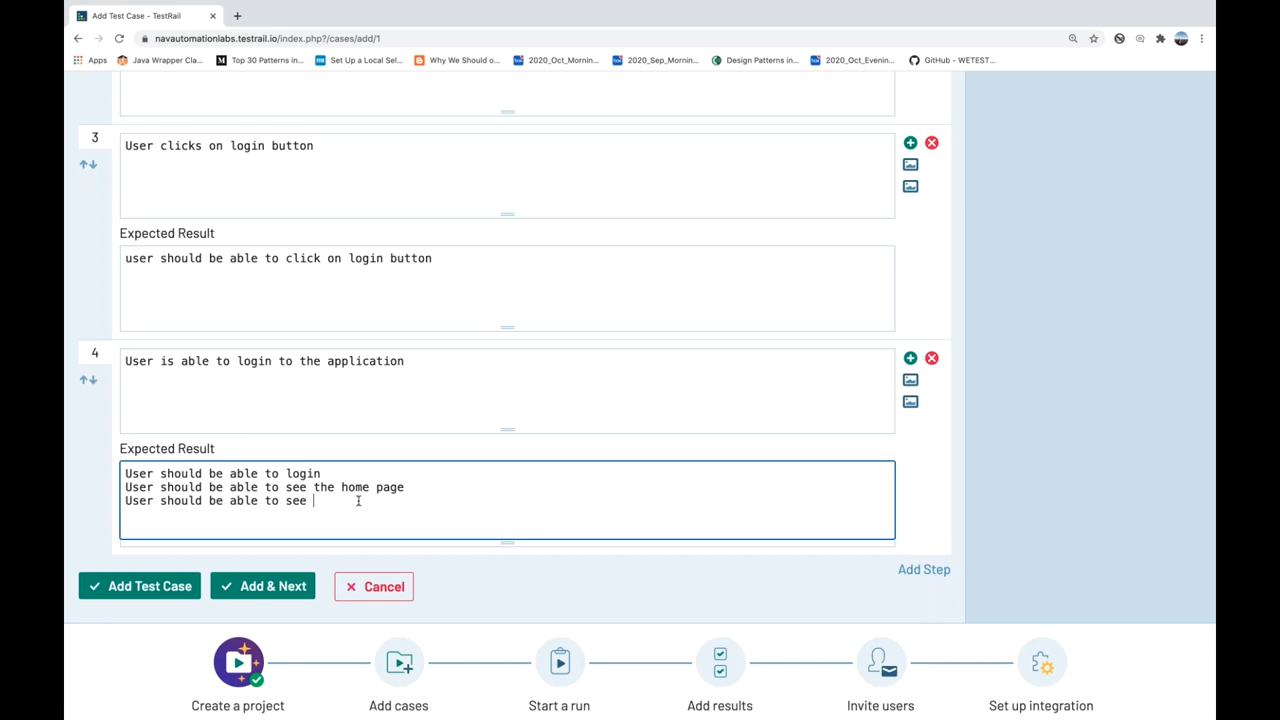 Add Test Case - TestRail
navautomationlabs.testrail.io/index.php?/cases/add/1
Apps
Java Wrapper Cla...
Top 30 Patterns in...
Set Up a Local Sel...
Why We Should o...
2020_Oct_Mornin...
2020_Sep_Mornin...
Design Patterns in...
2020_Oct_Evenin...
GitHub - WETEST...
3
User clicks on login button
Expected Result
user should be able to click on login button
4
User is able to login to the application
Expected Result
User should be able to login
User should be able to see the home page
User should be able to see
Add Step
Add Test Case
Add & Next
Cancel
Create a project
Add cases
Start a run
Add results
Invite users
Set up integration